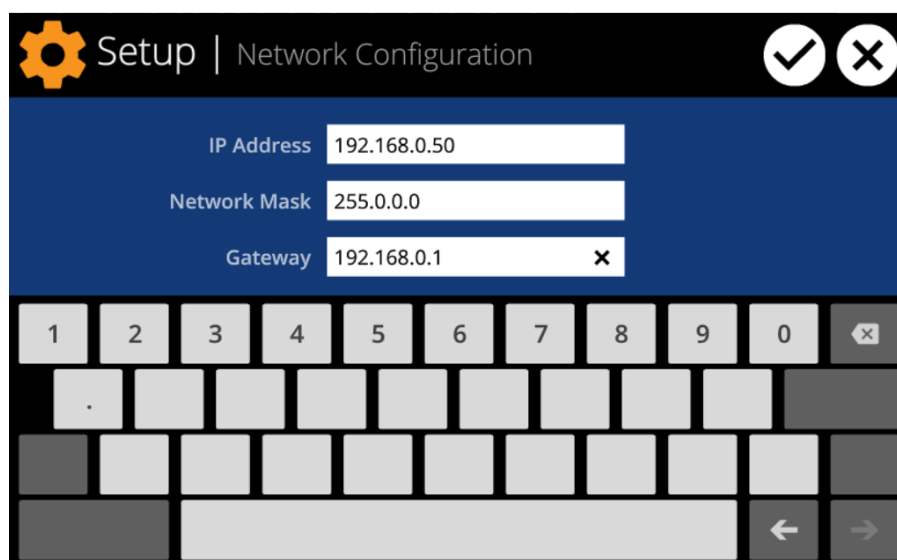 Setup | Network Configuration
IP Address 192.168.0.50
Network Mask 255.0.0.0
Gateway 192.168.0.1
1 2 3 4 5 6 7 8 9 0
.